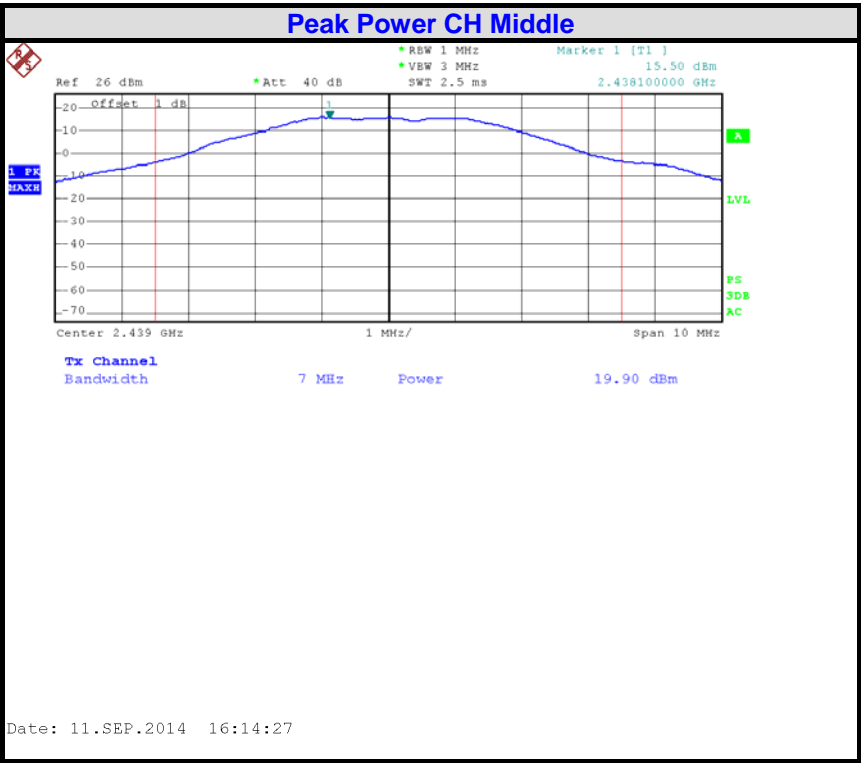 Peak Power CH Middle
R S
* RBW 1 MHz Marker 1 [T1 ]
* VBW 3 MHz 15.50 dBm
Ref 26 dBm * Att 40 dB SWT 2.5 ms 2.438100000 GHz
20 Offset 1 dB
1
10
A
0
1 PK
MAXH
-10
-20
LVL
-30
-40
-50
PS
-60
3DB
-70
AC
Center 2.439 GHz 1 MHz/ Span 10 MHz
Tx Channel
Bandwidth 7 MHz Power 19.90 dBm
Date: 11.SEP.2014 16:14:27